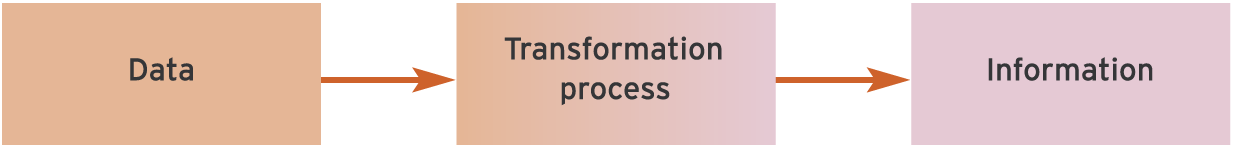 Data
Transformation
process
Information